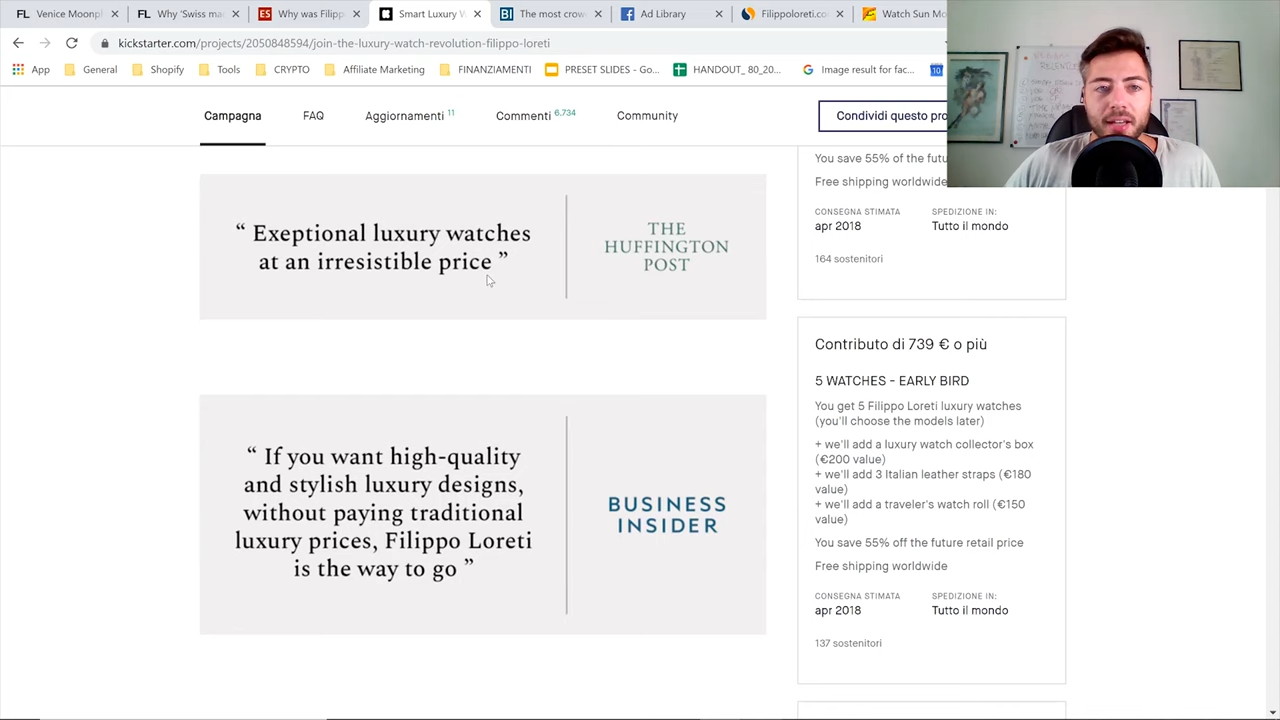 Venice Moonpl
Why 'Swiss ma
Why was Filipp
Smart Luxury W
The most crow
Ad Library
Filippoloreti.co
Watch Sun Mo
kickstarter.com/projects/2050848594/join-the-luxury-watch-revolution-filippo-loreti
App
General
Shopify
Tools
CRYPTO
Marketing
FINANZIAMENTI
PRESET SLIDES - Go...
HANDOUT_ 80_20...
Image result for fac...
Campagna
FAQ
Aggiornamenti 11
Commenti 6,734
Community
Condividi questo pro
You save 55% of the futu
Free shipping worldwide
CONSEGNA STIMATA
apr 2018
SPEDIZIONE IN:
Tutto il mondo
164 sostenitori
“ Exeptional luxury watches
at an irresistible price ”
THE
HUFFINGTON
POST
“ If you want high-quality
and stylish luxury designs,
without paying traditional
luxury prices, Filippo Loreti
is the way to go ”
BUSINESS
INSIDER
Contributo di 739 € o più
5 WATCHES - EARLY BIRD
You get 5 Filippo Loreti luxury watches
(you'll choose the models later)
+ we'll add a luxury watch collector's box
(€200 value)
+ we'll add 3 Italian leather straps (€180
value)
+ we'll add a traveler's watch roll (€150
value)
You save 55% off the future retail price
Free shipping worldwide
CONSEGNA STIMATA
apr 2018
SPEDIZIONE IN:
Tutto il mondo
137 sostenitori